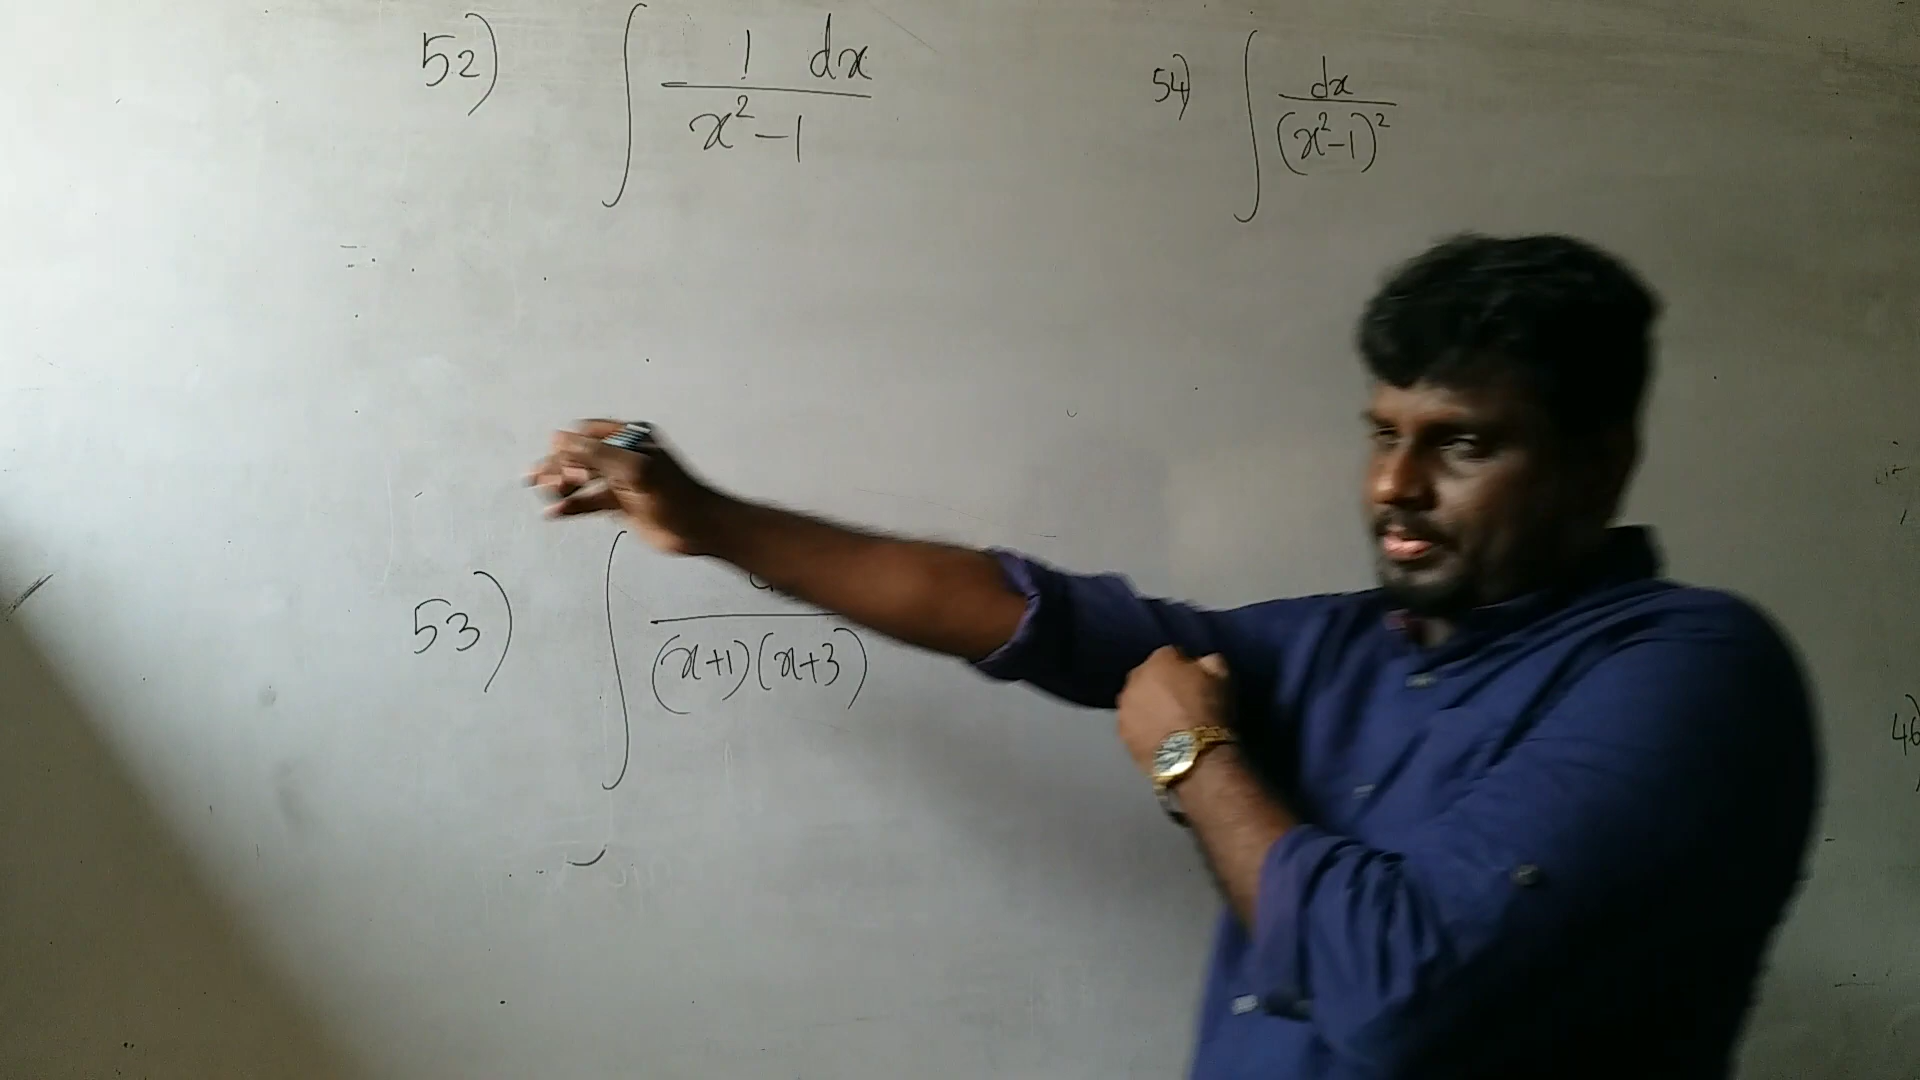 52) ∫ 1 dx / x² - 1
54) ∫ dx / (x² - 1)²
53) ∫ / (x+1)(x+3)